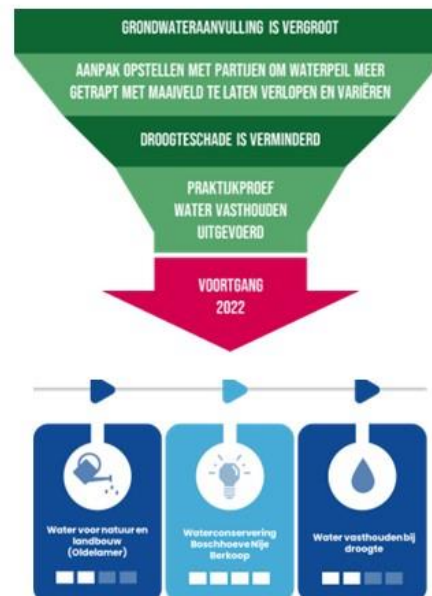 GRONDWATERAANVULLING IS VERGROOT
AANPAK OPSTELLEN MET PARTIJEN OM WATERPEIL MEER
GETRAPT MET MAAIVELD TE LATEN VERLOPEN EN VARIËREN
DROOGTESCHADE IS VERMINDERD
PRAKTIJKPROEF
WATER VASTHOUDEN
UITGEVOERD
VOORTGANG
2022
Water voor natuur en
landbouw
(Oldelamer)
Waterconservering
Boschhoeve Nije
Berkoop
Water vasthouden bij
droogte